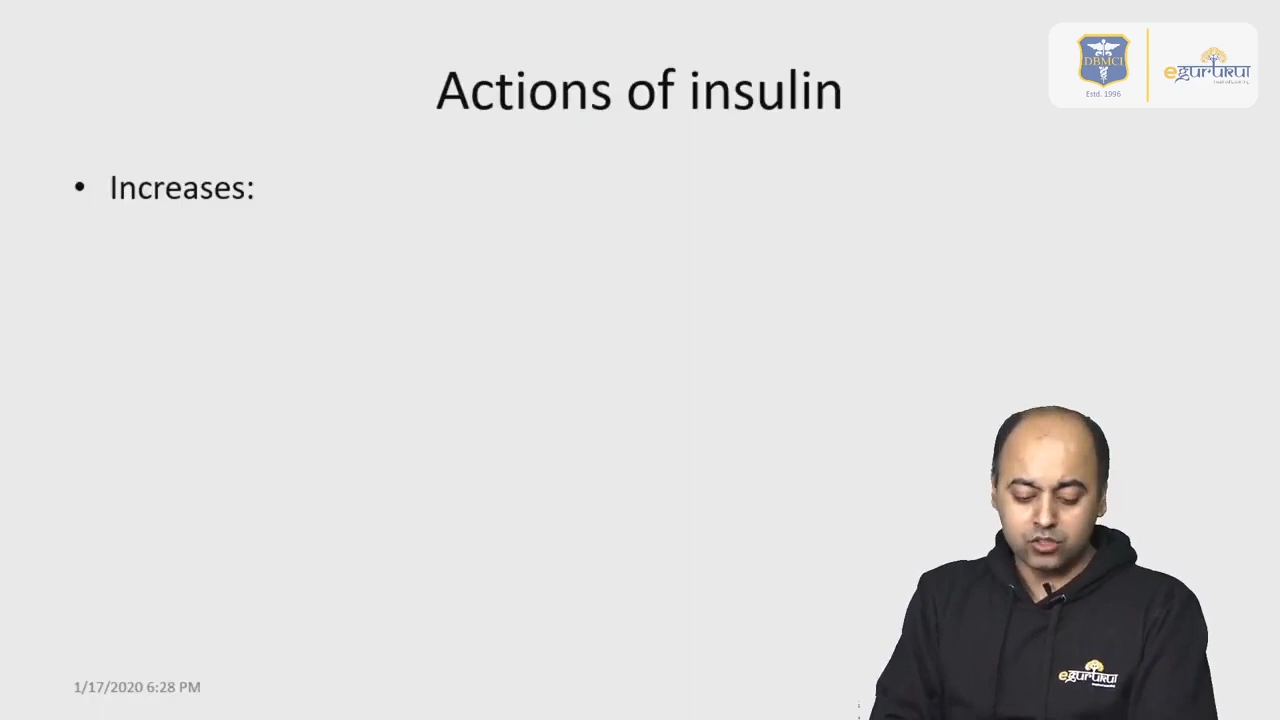 Actions of insulin
DBMCI
Estd. 1996
egurukul
• Increases:
egurukul
1/17/2020 6:28 PM